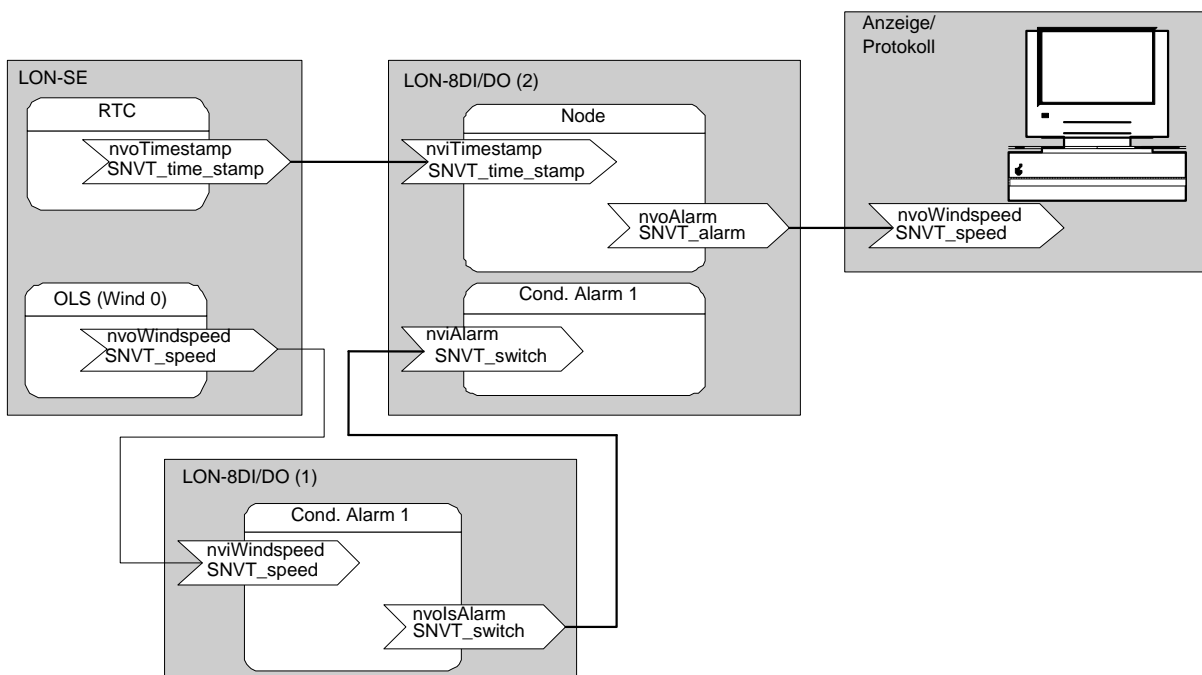 LON-SE
RTC
nvoTimestamp
SNVT_time_stamp
OLS (Wind 0)
nvoWindspeed
SNVT_speed
LON-8DI/DO (2)
Node
nviTimestamp
SNVT_time_stamp
nvoAlarm
SNVT_alarm
Cond. Alarm 1
nviAlarm
SNVT_switch
Anzeige/
Protokoll
nvoWindspeed
SNVT_speed
LON-8DI/DO (1)
Cond. Alarm 1
nviWindspeed
SNVT_speed
nvoIsAlarm
SNVT_switch